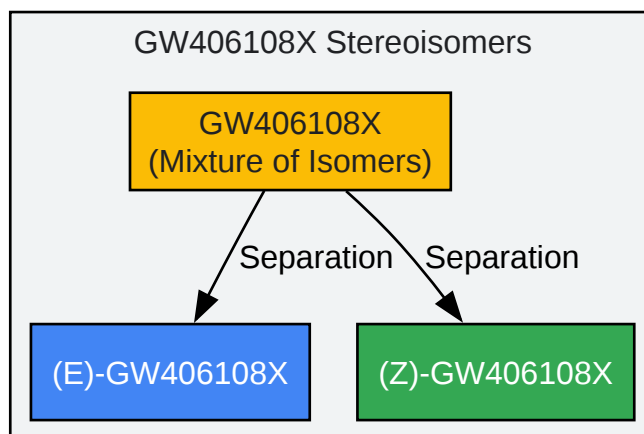 GW406108X Stereoisomers
GW406108X
(Mixture of Isomers)
Separation Separation
(E)-GW406108X (Z)-GW406108X